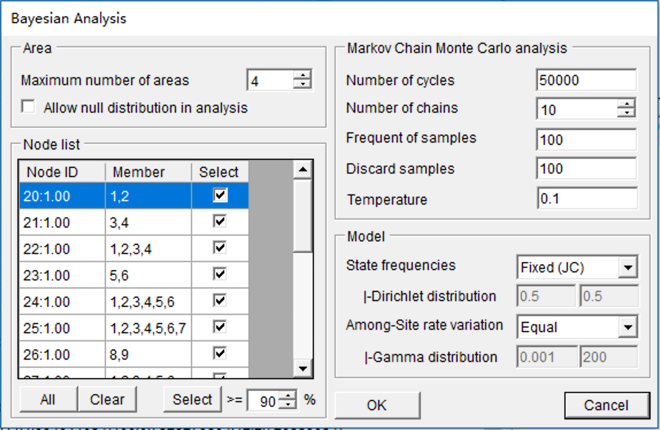 Bayesian Analysis
Area
Maximum number of areas 4
Allow null distribution in analysis
Node list
Node ID Member Select
20:1.00 1,2
21:1.00 3,4
22:1.00 1,2,3,4
23:1.00 5,6
24:1.00 1,2,3,4,5,6
25:1.00 1,2,3,4,5,6,7
26:1.00 8,9
All Clear Select >= 90 %
Markov Chain Monte Carlo analysis
Number of cycles 50000
Number of chains 10
Frequent of samples 100
Discard samples 100
Temperature 0.1
Model
State frequencies Fixed (JC)
|-Dirichlet distribution 0.5 0.5
Among-Site rate variation Equal
|-Gamma distribution 0.001 200
OK Cancel